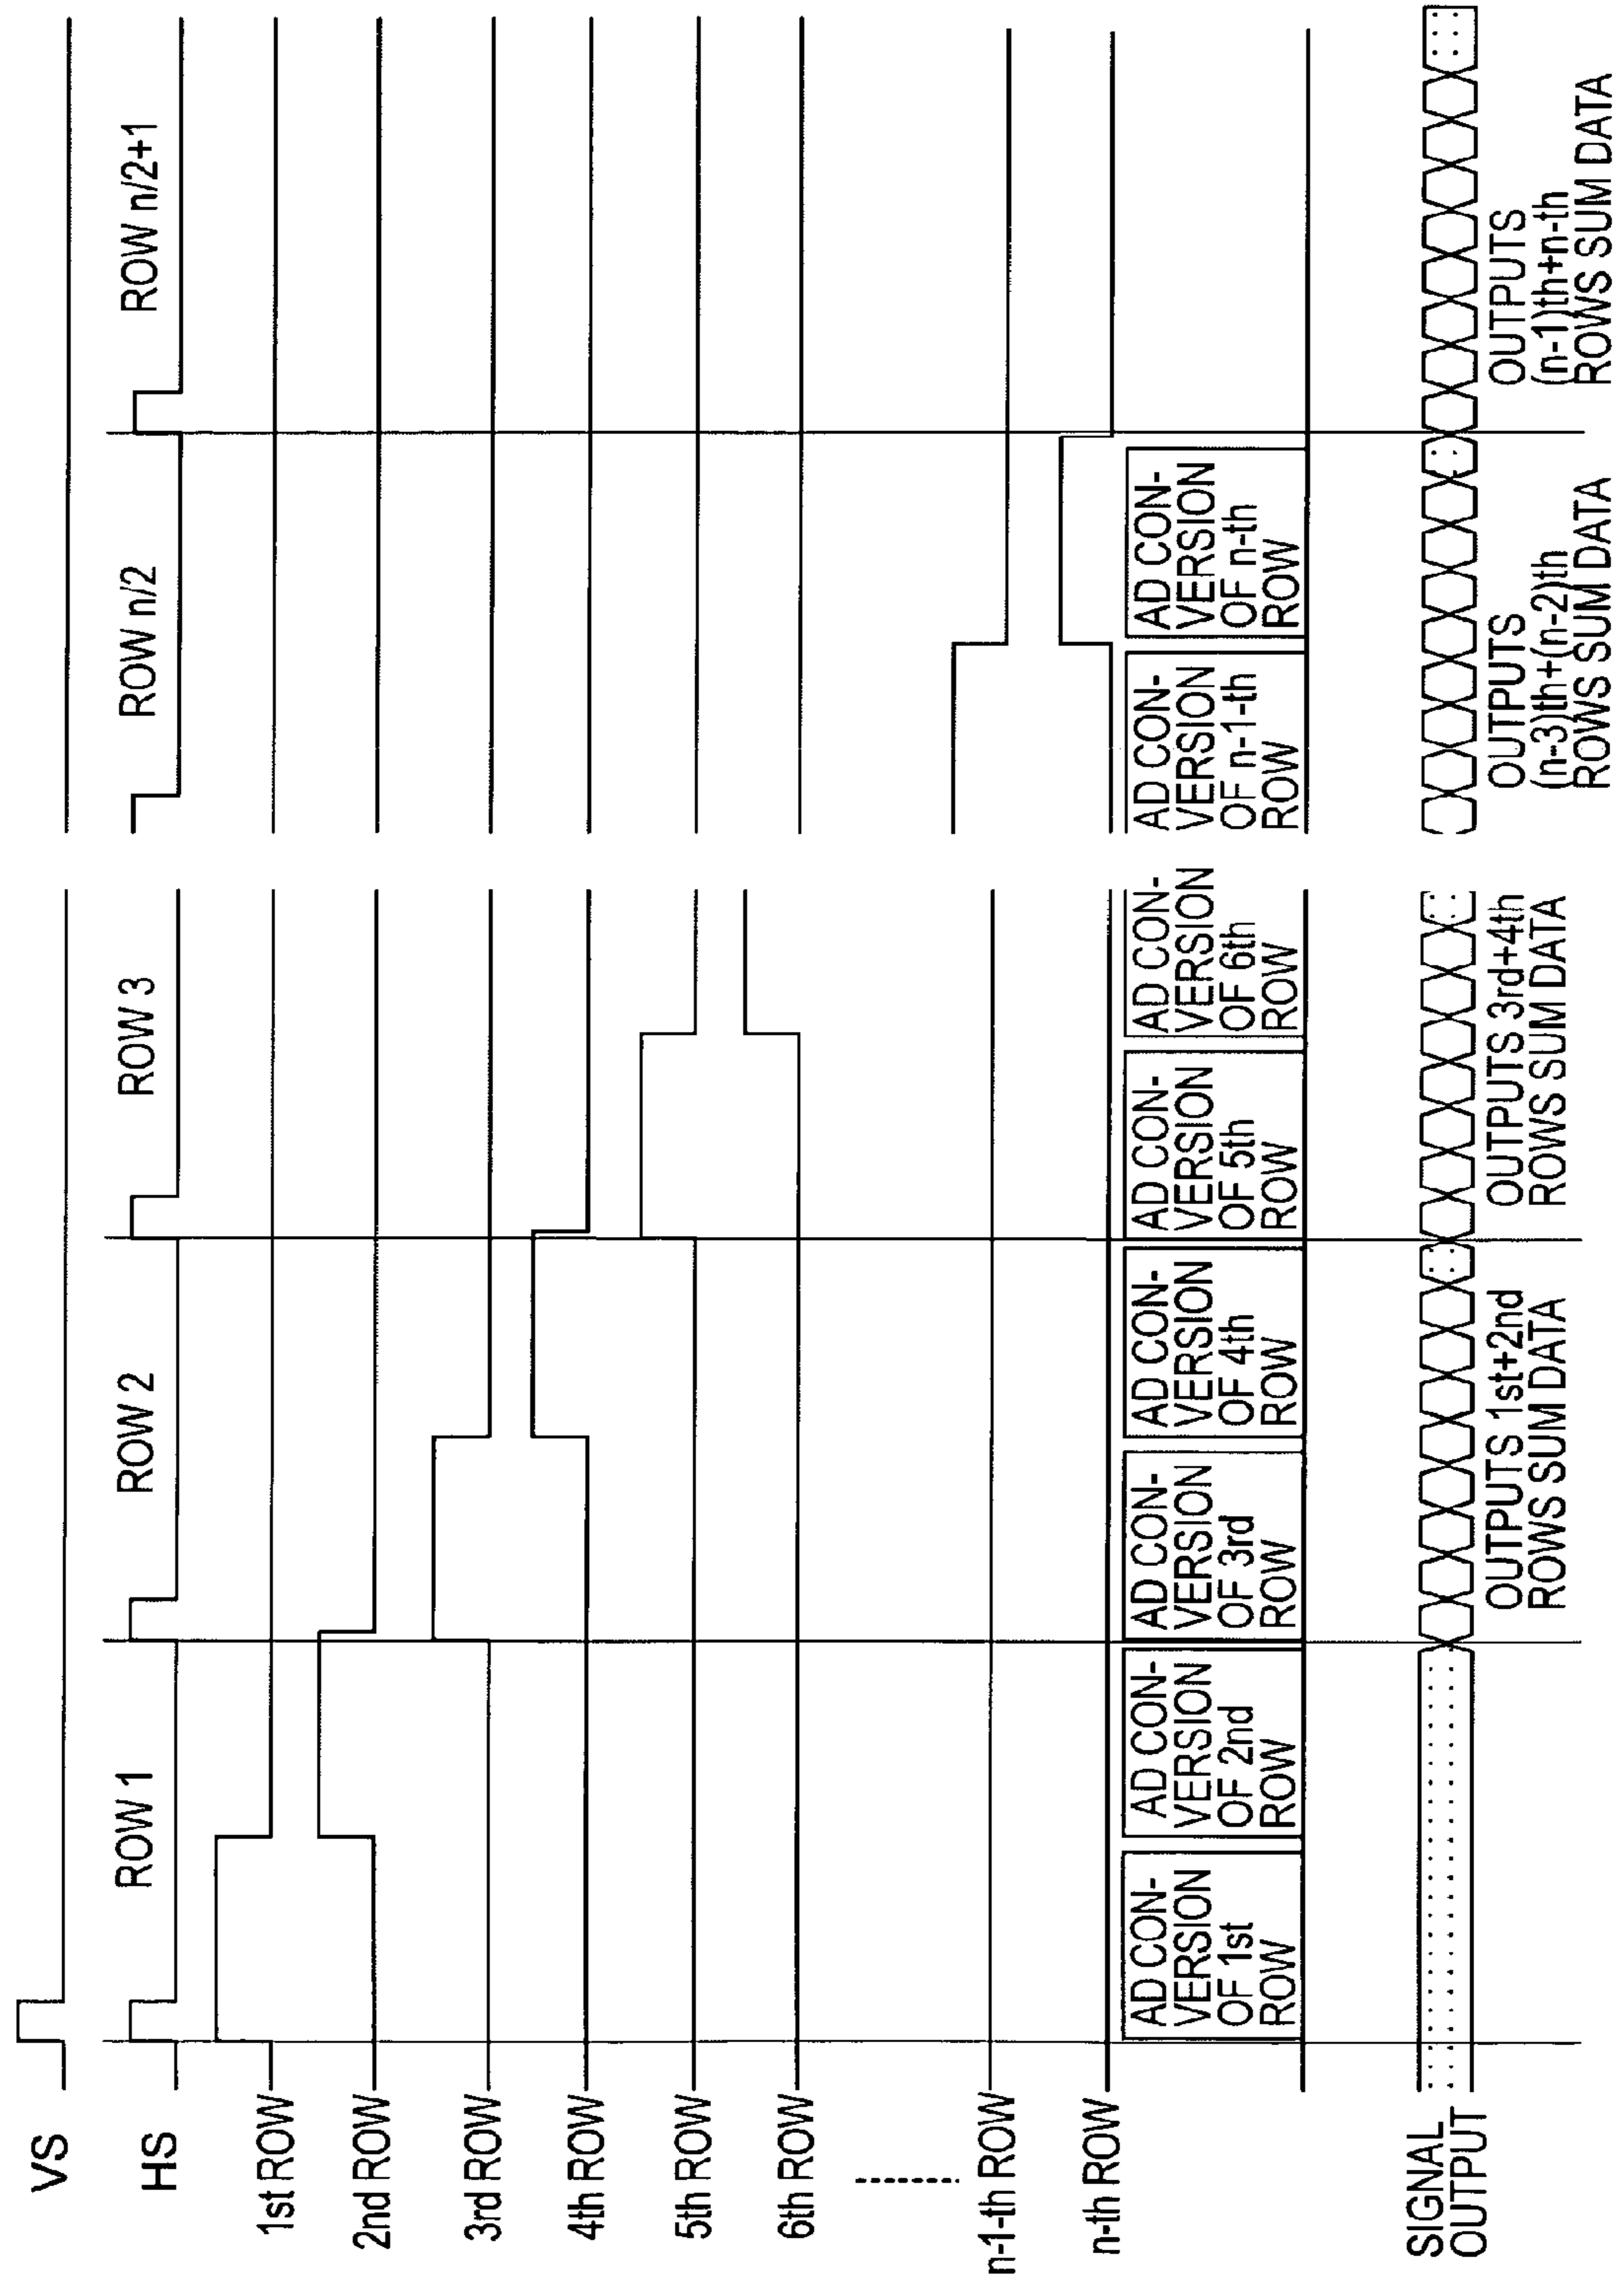 VS
HS
ROW 1
ROW 2
ROW 3
ROW n/2
ROW n/2+1
1st ROW
2nd ROW
3rd ROW
4th ROW
5th ROW
6th ROW
n-1-th ROW
n-th ROW
AD CON-
VERSION
OF 1st
ROW
AD CON-
VERSION
OF 2nd
ROW
AD CON-
VERSION
OF 3rd
ROW
AD CON-
VERSION
OF 4th
ROW
AD CON-
VERSION
OF 5th
ROW
AD CON-
VERSION
OF 6th
ROW
AD CON-
VERSION
OF n-1-th
ROW
AD CON-
VERSION
OF n-th
ROW
SIGNAL
OUTPUT
OUTPUTS 1st+2nd
ROWS SUM DATA
OUTPUTS 3rd+4th
ROWS SUM DATA
OUTPUTS
(n-3)th+(n-2)th
ROWS SUM DATA
OUTPUTS
(n-1)th+n-th
ROWS SUM DATA